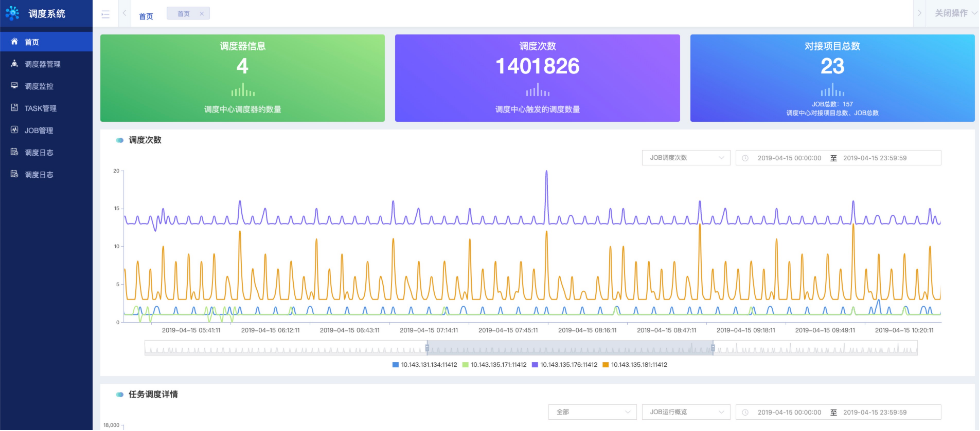 调度系统
首页
首页 ×
关闭操作
首页
调度器管理
调度监控
TASK管理
JOB管理
调度日志
调度日志
调度器信息
4
调度中心调度器的数量
调度次数
1401826
调度中心触发的调度数量
对接项目总数
23
JOB总数：157
调度中心对接项目总数、JOB总数
调度次数
JOB调度次数
2019-04-15 00:00:00 至 2019-04-15 23:59:59
20
15
10
5
0
2019-04-15 05:41:11 2019-04-15 06:12:11 2019-04-15 06:43:11 2019-04-15 07:14:11 2019-04-15 07:45:11 2019-04-15 08:16:11 2019-04-15 08:47:11 2019-04-15 09:18:11 2019-04-15 09:49:11 2019-04-15 10:20:11
10.143.131.134:11412 10.143.135.171:11412 10.143.135.176:11412 10.143.135.181:11412
任务调度详情
全部
JOB运行概览
2019-04-15 00:00:00 至 2019-04-15 23:59:59
18,000